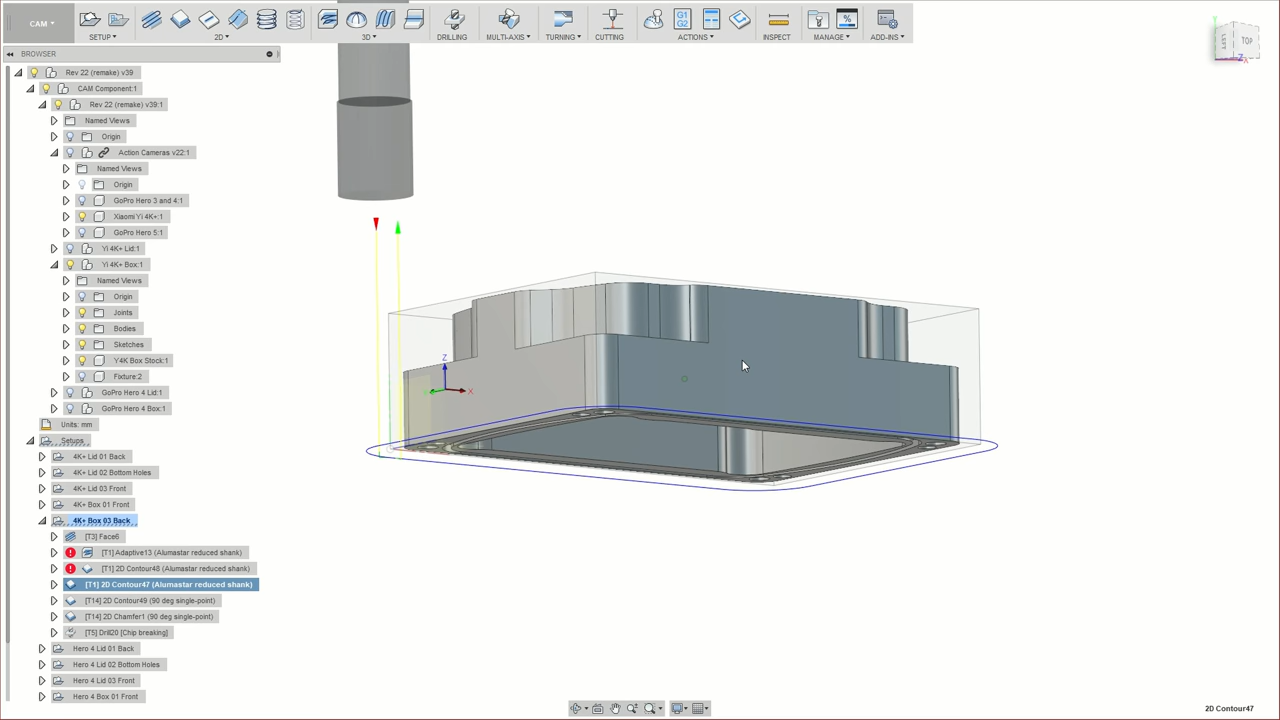 CAM
SETUP
2D
3D
DRILLING
MULTI-AXIS
TURNING
CUTTING
G1
G2
ACTIONS
INSPECT
%
MANAGE
ADD-INS
BROWSER
LEFT
TOP
Z
X
Rev 22 (remake) v39
CAM Component:1
Rev 22 (remake) v39:1
Named Views
Origin
Action Cameras v22:1
Named Views
Origin
GoPro Hero 3 and 4:1
Xiaomi Yi 4K+:1
GoPro Hero 5:1
Yi 4K+ Lid:1
Yi 4K+ Box:1
Named Views
Origin
Joints
Bodies
Sketches
Y4K Box Stock:1
Fixture:2
GoPro Hero 4 Lid:1
GoPro Hero 4 Box:1
Units: mm
Setups
4K+ Lid 01 Back
4K+ Lid 02 Bottom Holes
4K+ Lid 03 Front
4K+ Box 01 Front
4K+ Box 03 Back
[T3] Face6
[T1] Adaptive13 (Alumastar reduced shank)
[T1] 2D Contour48 (Alumastar reduced shank)
[T1] 2D Contour47 (Alumastar reduced shank)
[T14] 2D Contour49 (90 deg single-point)
[T14] 2D Chamfer1 (90 deg single-point)
[T5] Drill20 [Chip breaking]
Hero 4 Lid 01 Back
Hero 4 Lid 02 Bottom Holes
Hero 4 Lid 03 Front
Hero 4 Box 01 Front
Z
X
2D Contour47